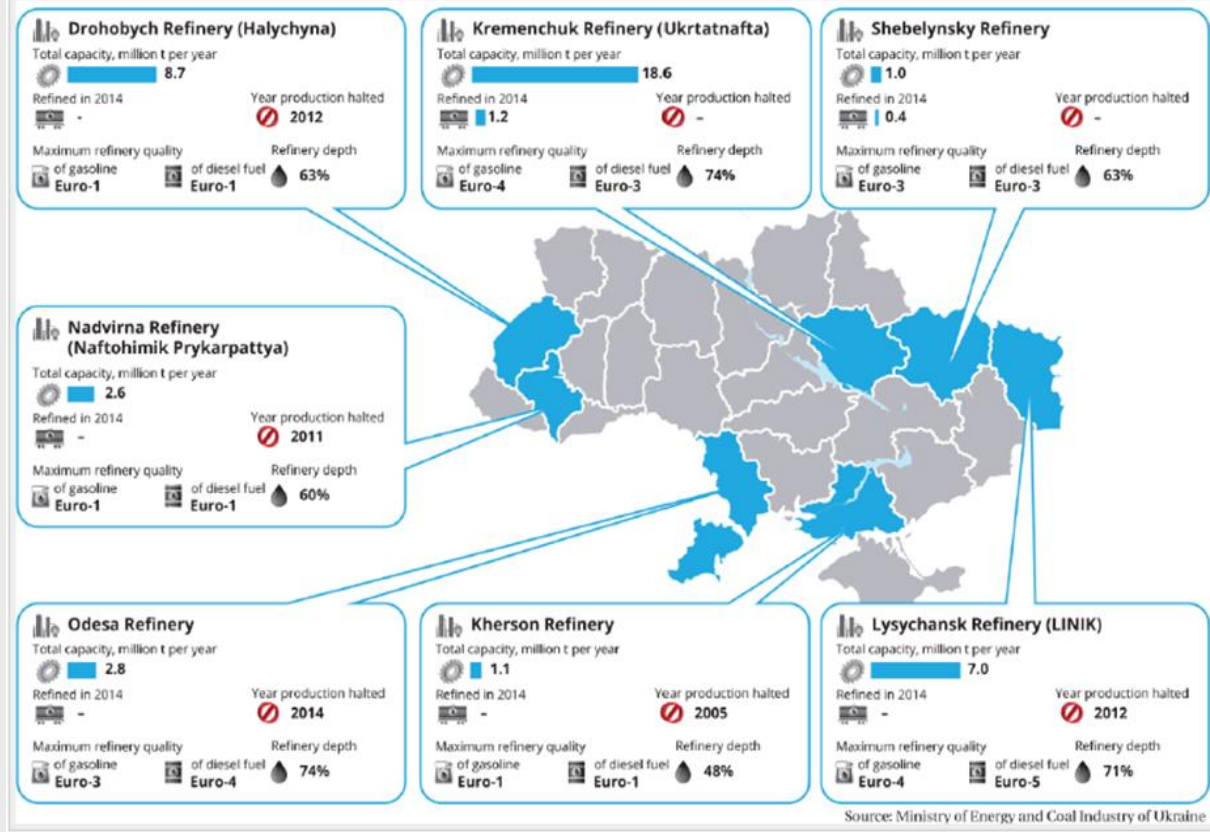 Drohobych Refinery (Halychyna)
Total capacity, million t per year
8.7
Refined in 2014
-
Year production halted
2012
Maximum refinery quality
of gasoline
Euro-1
of diesel fuel
Euro-1
Refinery depth
63%
Kremenchuk Refinery (Ukrtatnafta)
Total capacity, million t per year
18.6
Refined in 2014
1.2
Year production halted
–
Maximum refinery quality
of gasoline
Euro-4
of diesel fuel
Euro-3
Refinery depth
74%
Shebelynsky Refinery
Total capacity, million t per year
1.0
Refined in 2014
0.4
Year production halted
–
Maximum refinery quality
of gasoline
Euro-3
of diesel fuel
Euro-3
Refinery depth
63%
Nadvirna Refinery
(Naftohimik Prykarpattya)
Total capacity, million t per year
2.6
Refined in 2014
–
Year production halted
2011
Maximum refinery quality
of gasoline
Euro-1
of diesel fuel
Euro-1
Refinery depth
60%
Odesa Refinery
Total capacity, million t per year
2.8
Refined in 2014
–
Year production halted
2014
Maximum refinery quality
of gasoline
Euro-3
of diesel fuel
Euro-4
Refinery depth
74%
Kherson Refinery
Total capacity, million t per year
1.1
Refined in 2014
–
Year production halted
2005
Maximum refinery quality
of gasoline
Euro-1
of diesel fuel
Euro-1
Refinery depth
48%
Lysychansk Refinery (LINIK)
Total capacity, million t per year
7.0
Refined in 2014
–
Year production halted
2012
Maximum refinery quality
of gasoline
Euro-4
of diesel fuel
Euro-5
Refinery depth
71%
Source: Ministry of Energy and Coal Industry of Ukraine